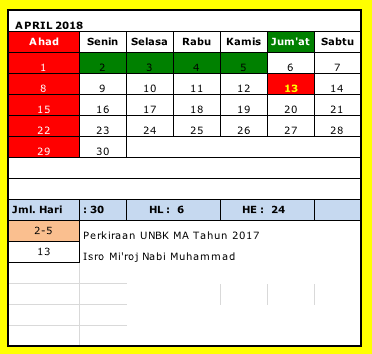 APRIL 2018
Ahad Senin Selasa Rabu Kamis Jum'at Sabtu
1 2 3 4 5 6 7
8 9 10 11 12 13 14
15 16 17 18 19 20 21
22 23 24 25 26 27 28
29 30
Jml. Hari : 30 HL : 6 HE : 24
2-5 Perkiraan UNBK MA Tahun 2017
13 Isro Mi'roj Nabi Muhammad